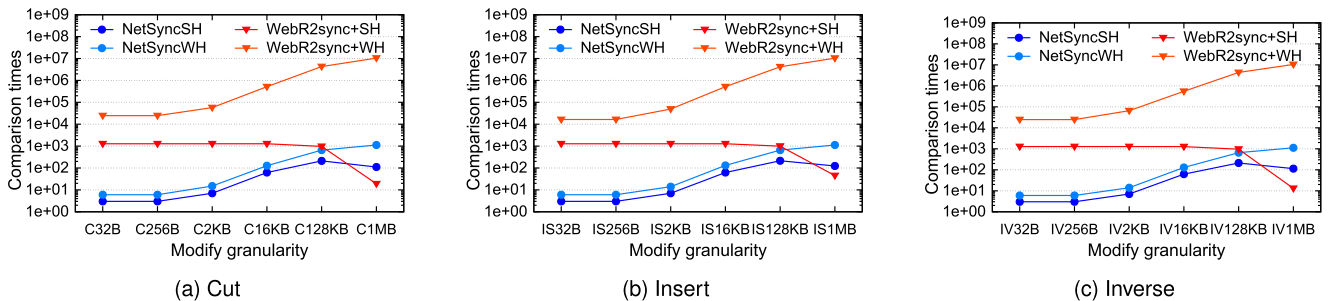 1e+09
1e+08
1e+07
1e+06
1e+05
1e+04
1e+03
1e+02
1e+01
1e+00
Comparison times
NetSyncSH
NetSyncWH
WebR2sync+SH
WebR2sync+WH
C32B C256B C2KB C16KB C128KB C1MB
Modify granularity
(a) Cut
1e+09
1e+08
1e+07
1e+06
1e+05
1e+04
1e+03
1e+02
1e+01
1e+00
Comparison times
NetSyncSH
NetSyncWH
WebR2sync+SH
WebR2sync+WH
IS32B IS256B IS2KB IS16KB IS128KB IS1MB
Modify granularity
(b) Insert
1e+09
1e+08
1e+07
1e+06
1e+05
1e+04
1e+03
1e+02
1e+01
1e+00
Comparison times
NetSyncSH
NetSyncWH
WebR2sync+SH
WebR2sync+WH
IV32B IV256B IV2KB IV16KB IV128KB IV1MB
Modify granularity
(c) Inverse